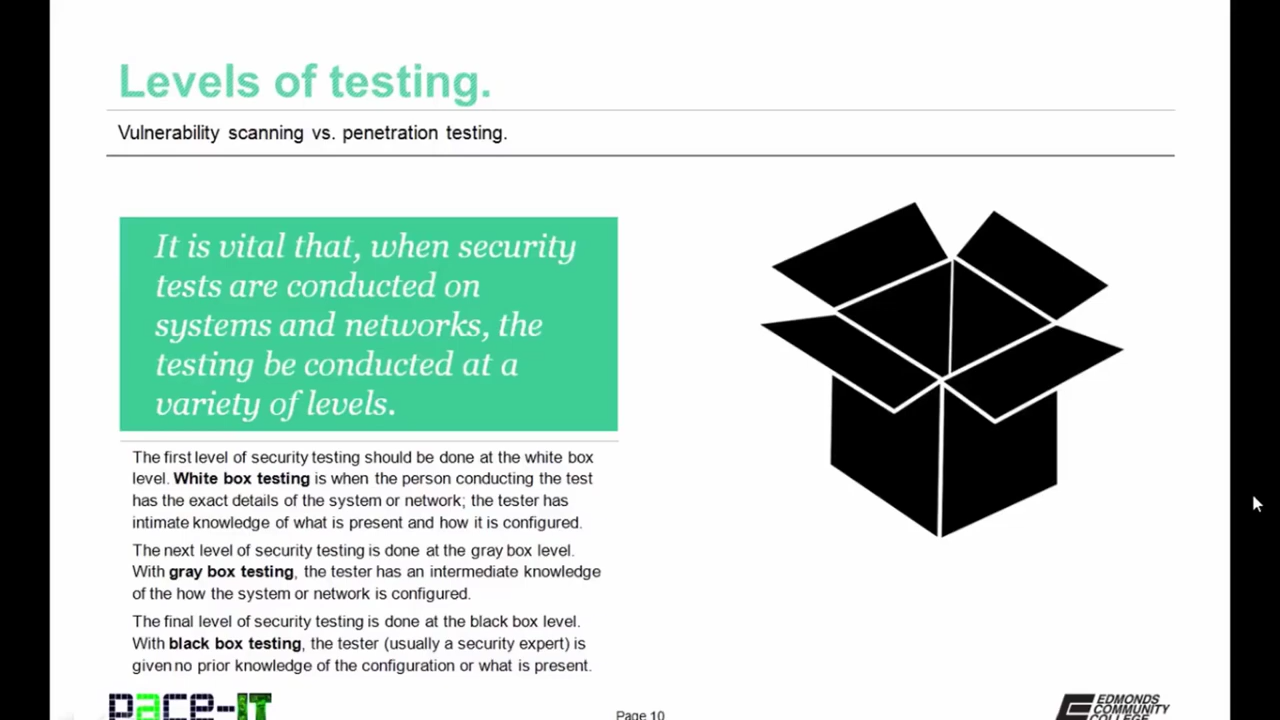 Levels of testing.
Vulnerability scanning vs. penetration testing.
It is vital that, when security
tests are conducted on
systems and networks, the
testing be conducted at a
variety of levels.
The first level of security testing should be done at the white box
level. White box testing is when the person conducting the test
has the exact details of the system or network; the tester has
intimate knowledge of what is present and how it is configured.
The next level of security testing is done at the gray box level.
With gray box testing, the tester has an intermediate knowledge
of the how the system or network is configured.
The final level of security testing is done at the black box level.
With black box testing, the tester (usually a security expert) is
given no prior knowledge of the configuration or what is present.
PACE-IT
Page 10
EDMONDS
COMMUNITY
COLLEGE